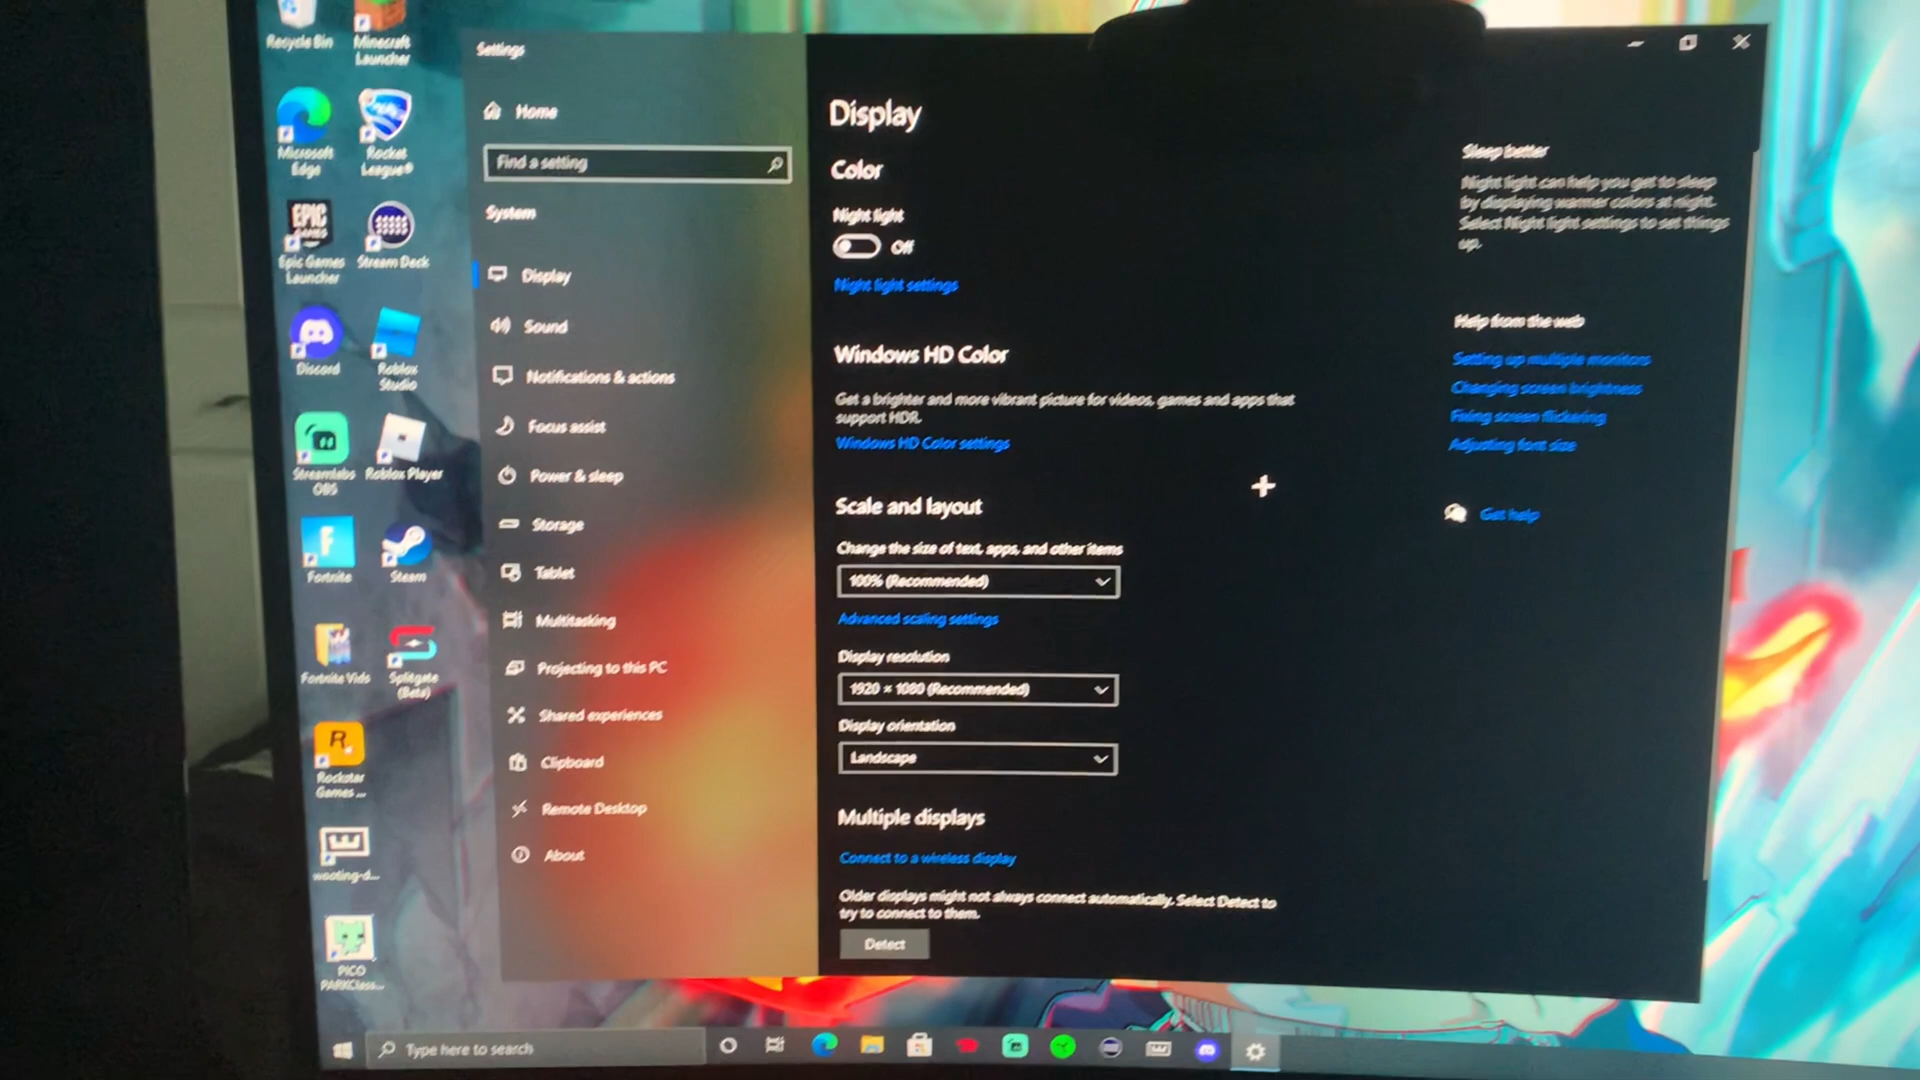 Recycle Bin
Minecraft
Launcher
Microsoft
Edge
Rocket
League®
EPIC
GAMES
Epic Games
Launcher
Stream Deck
Discord
Roblox
Studio
Streamlabs
OBS
Roblox Player
F
Fortnite
Steam
Fortnite Vids
Splitgate
(Beta)
R
Rockstar
Games ...
wooting-d...
PICO
PARKClass...
Settings
Home
Find a setting
System
Display
Sound
Notifications & actions
Focus assist
Power & sleep
Storage
Tablet
Multitasking
Projecting to this PC
Shared experiences
Clipboard
Remote Desktop
About
Display
Color
Night light
Off
Night light settings
Windows HD Color
Get a brighter and more vibrant picture for videos, games and apps that
support HDR.
Windows HD Color settings
Scale and layout
Change the size of text, apps, and other items
100% (Recommended)
Advanced scaling settings
Display resolution
1920 × 1080 (Recommended)
Display orientation
Landscape
Multiple displays
Connect to a wireless display
Older displays might not always connect automatically. Select Detect to
try to connect to them.
Detect
Sleep better
Night light can help you get to sleep
by displaying warmer colors at night.
Select Night light settings to set things
up.
Help from the web
Setting up multiple monitors
Changing screen brightness
Fixing screen flickering
Adjusting font size
Get help
Type here to search